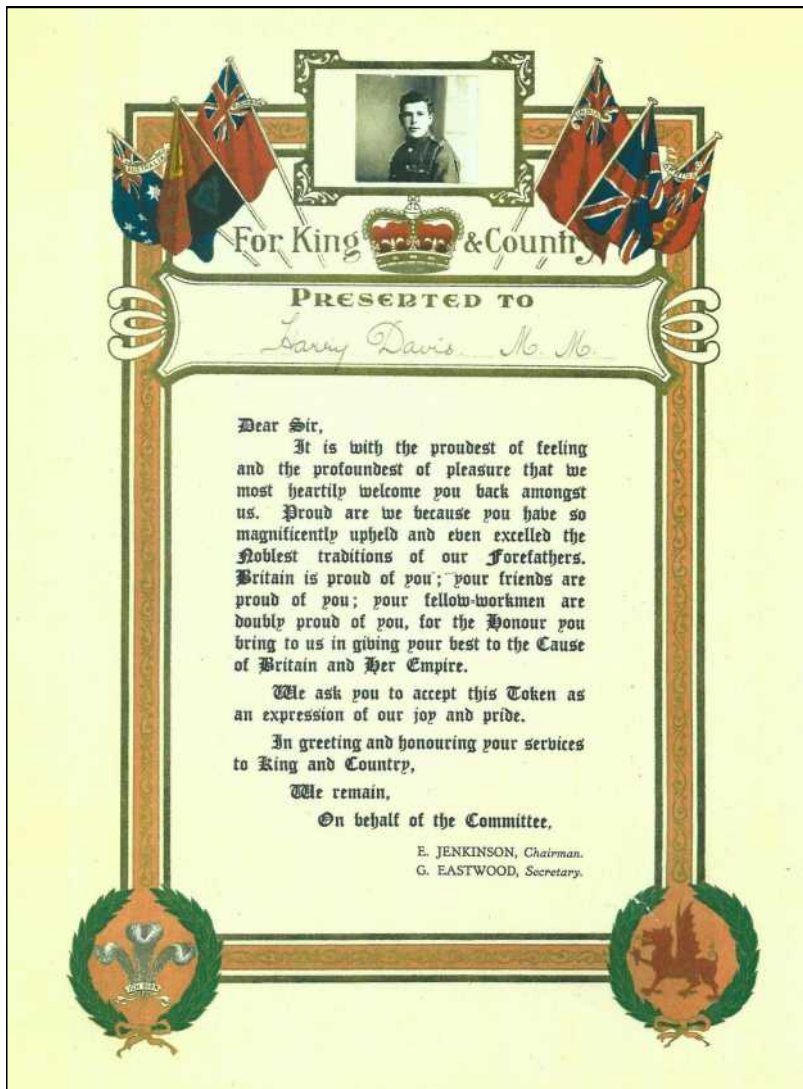 AUSTRALIA
INDIA
For King & Country
PRESENTED TO
Harry Davis M. M.
Dear Sir,
It is with the proudest of feeling
and the profoundest of pleasure that we
most heartily welcome you back amongst
us. Proud are we because you have so
magnificently upheld and even excelled the
Noblest traditions of our Forefathers.
Britain is proud of you; your friends are
proud of you; your fellow-workmen are
doubly proud of you, for the Honour you
bring to us in giving your best to the Cause
of Britain and Her Empire.
We ask you to accept this Token as
an expression of our joy and pride.
In greeting and honouring your services
to King and Country,
We remain,
On behalf of the Committee,
E. JENKINSON, Chairman.
G. EASTWOOD, Secretary.
ICH DIEN